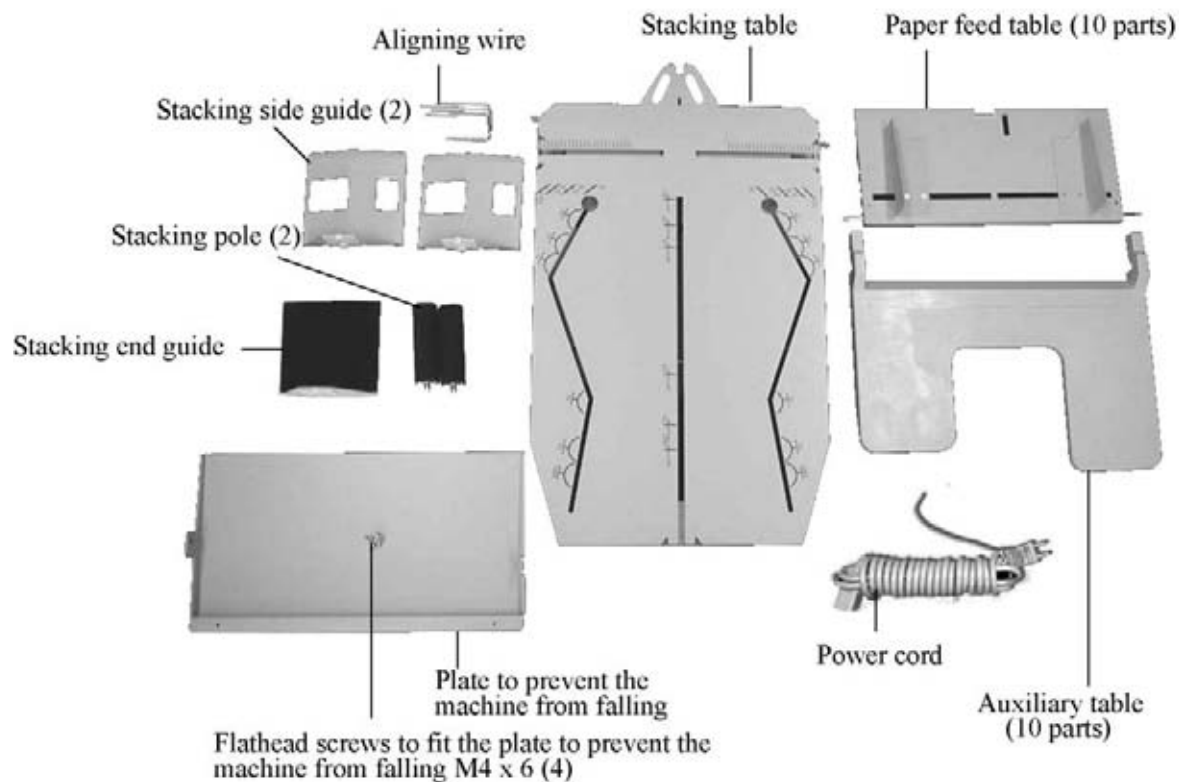 Aligning wire
Stacking table
Paper feed table (10 parts)
Stacking side guide (2)
Stacking pole (2)
Stacking end guide
Power cord
Plate to prevent the
machine from falling
Auxiliary table
(10 parts)
Flathead screws to fit the plate to prevent the
machine from falling M4 x 6 (4)